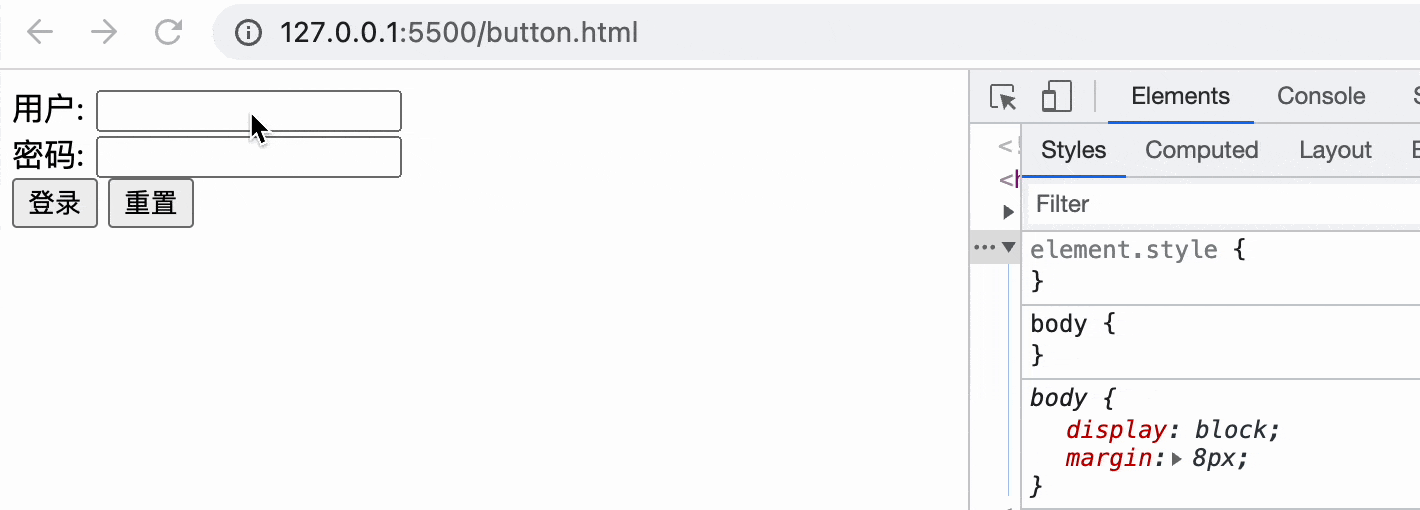 127.0.0.1:5500/button.html
用户:
密码:
登录 重置
Elements Console
Styles Computed Layout
Filter
element.style {
}
body {
}
body {
display: block;
margin: 8px;
}